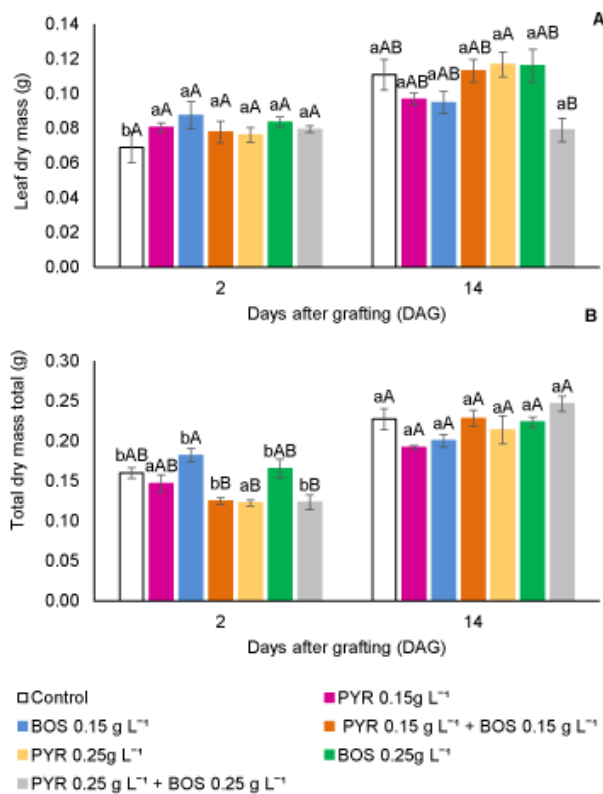 A
0.14
0.12
0.10
0.08
0.06
0.04
0.02
0.00
Leaf dry mass (g)
bA aA aA aA aA aA aA
aAB aAB aAB aAB aA aAB aB
2 14
Days after grafting (DAG)
B
0.30
0.25
0.20
0.15
0.10
0.05
0.00
Total dry mass total (g)
bAB aAB bA bB aB bAB bB
aA aA aA aA aA aA aA
2 14
Days after grafting (DAG)
Control PYR 0.15g L⁻¹
BOS 0.15 g L⁻¹ PYR 0.15 g L⁻¹ + BOS 0.15 g L⁻¹
PYR 0.25g L⁻¹ BOS 0.25g L⁻¹
PYR 0.25 g L⁻¹ + BOS 0.25 g L⁻¹